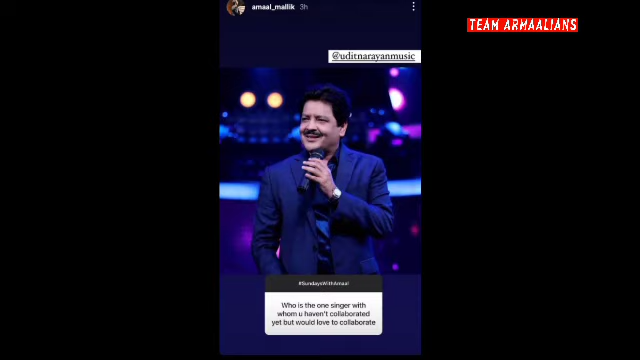 amaal_mallik 3h
TEAM ARMAALIANS
@uditnarayanmusic
#SundaysWithAmaal
Who is the one singer with
whom u haven't collaborated
yet but would love to collaborate